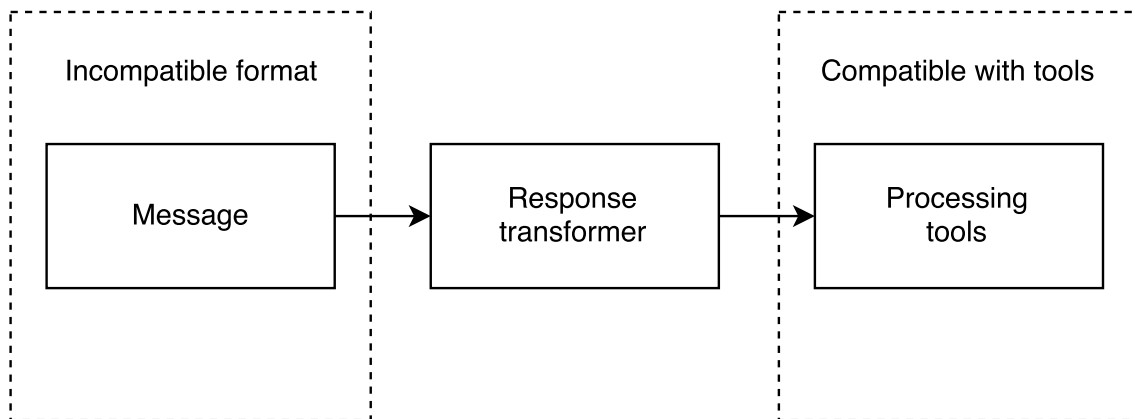 Incompatible format
Compatible with tools
Message
Response
transformer
Processing
tools